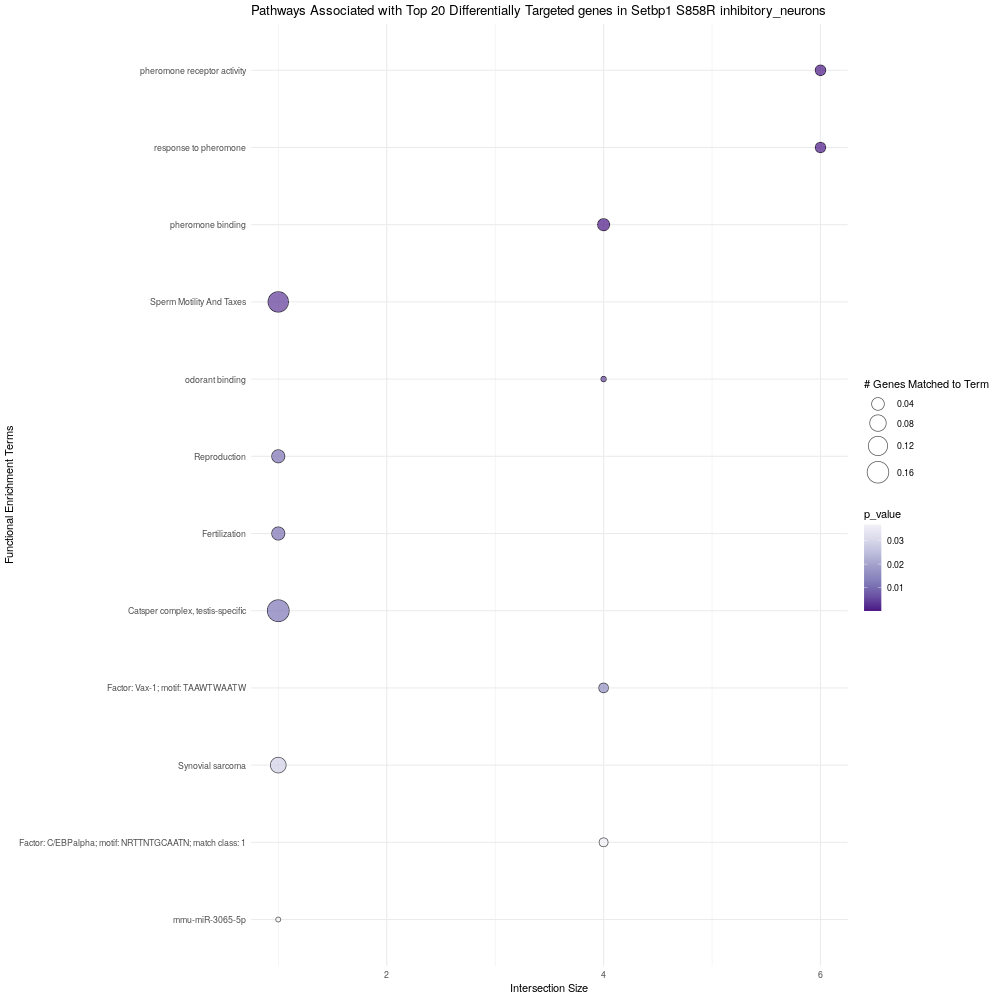 Pathways Associated with Top 20 Differentially Targeted genes in Setbp1 S858R inhibitory_neurons
Functional Enrichment Terms
pheromone receptor activity
response to pheromone
pheromone binding
Sperm Motility And Taxes
odorant binding
Reproduction
Fertilization
Catsper complex, testis-specific
Factor: Vax-1; motif: TAAWTWAATW
Synovial sarcoma
Factor: C/EBPalpha; motif: NRTTNTGCAATN; match class: 1
mmu-miR-3065-5p
2 4 6
Intersection Size
# Genes Matched to Term
0.04
0.08
0.12
0.16
p_value
0.03
0.02
0.01